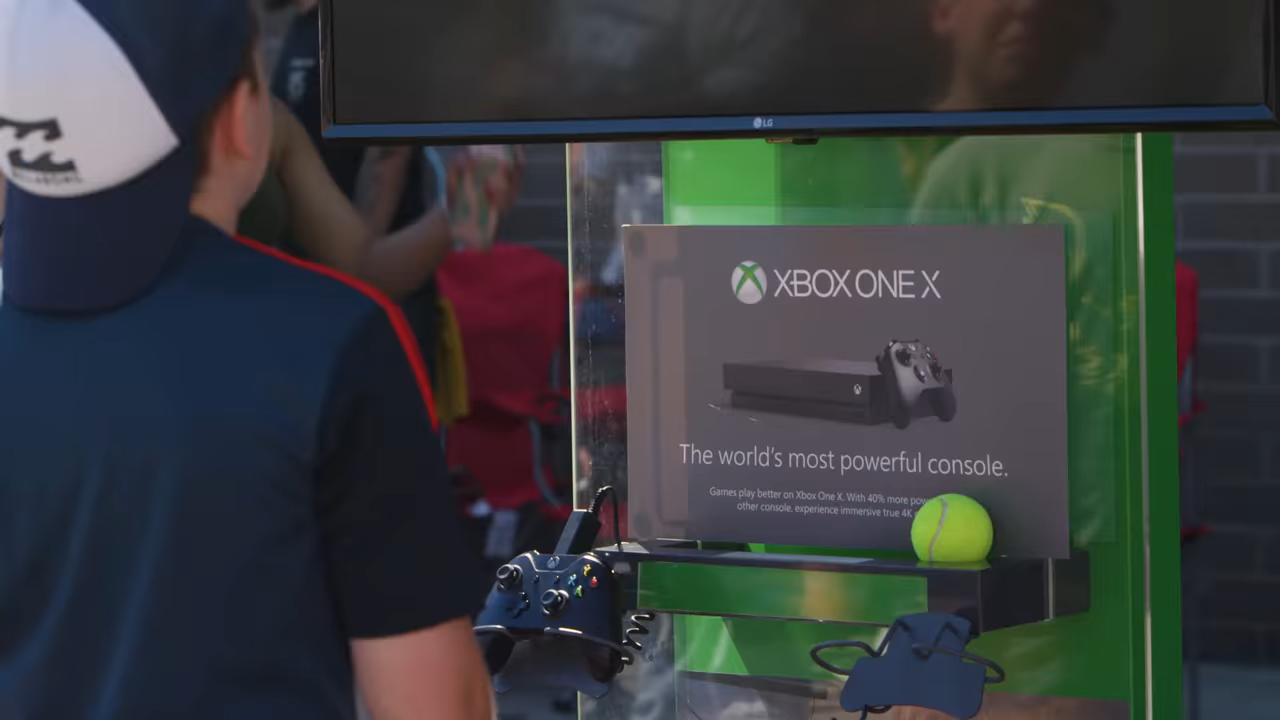 LG
BILLABONG
XBOX ONE X
The world's most powerful console.
Games play better on Xbox One X. With 40% more
other console, experience immersive true 4K